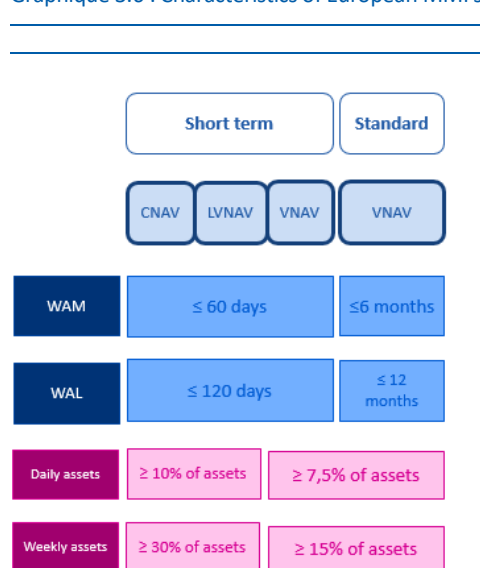 Short term Standard
CNAV LVNAV VNAV VNAV
WAM ≤ 60 days ≤6 months
WAL ≤ 120 days ≤ 12
months
Daily assets ≥ 10% of assets ≥ 7,5% of assets
Weekly assets ≥ 30% of assets ≥ 15% of assets